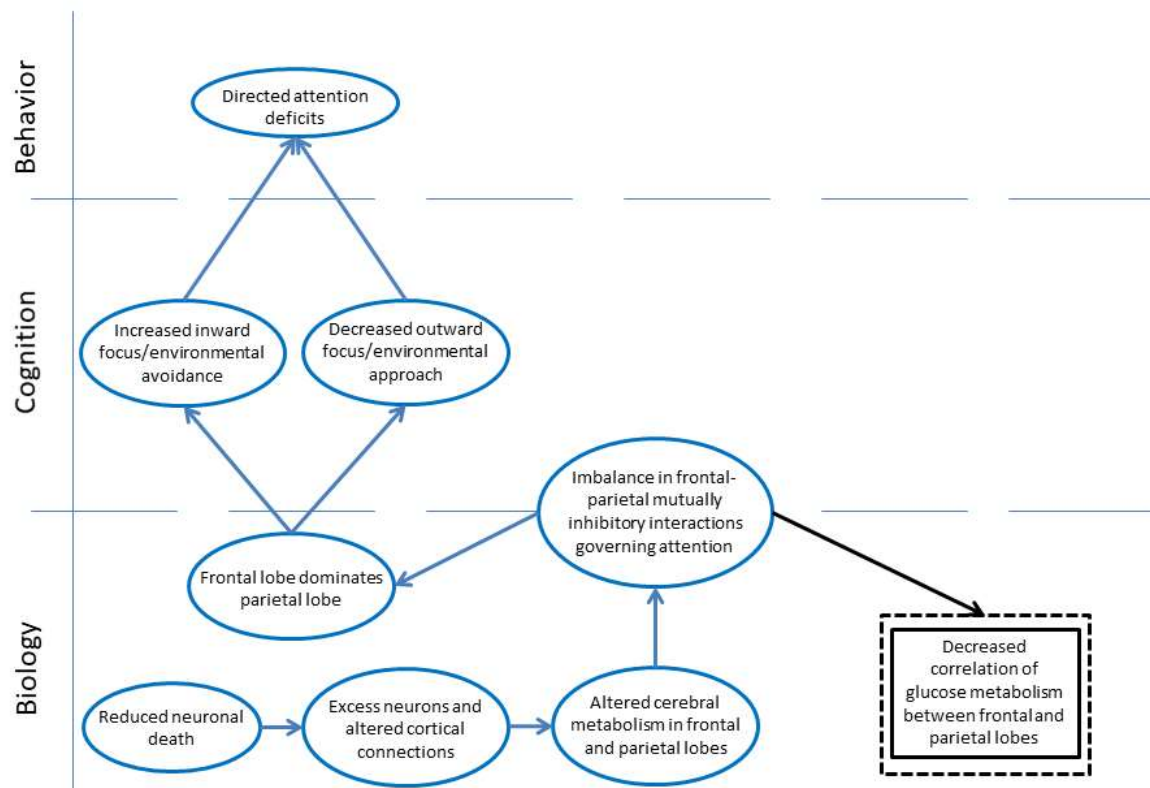 Behavior
Directed attention
deficits
Cognition
Increased inward
focus/environmental
avoidance
Decreased outward
focus/environmental
approach
Imbalance in frontal-
parietal mutually
inhibitory interactions
governing attention
Biology
Frontal lobe dominates
parietal lobe
Reduced neuronal
death
Excess neurons and
altered cortical
connections
Altered cerebral
metabolism in frontal
and parietal lobes
Decreased
correlation of
glucose metabolism
between frontal and
parietal lobes